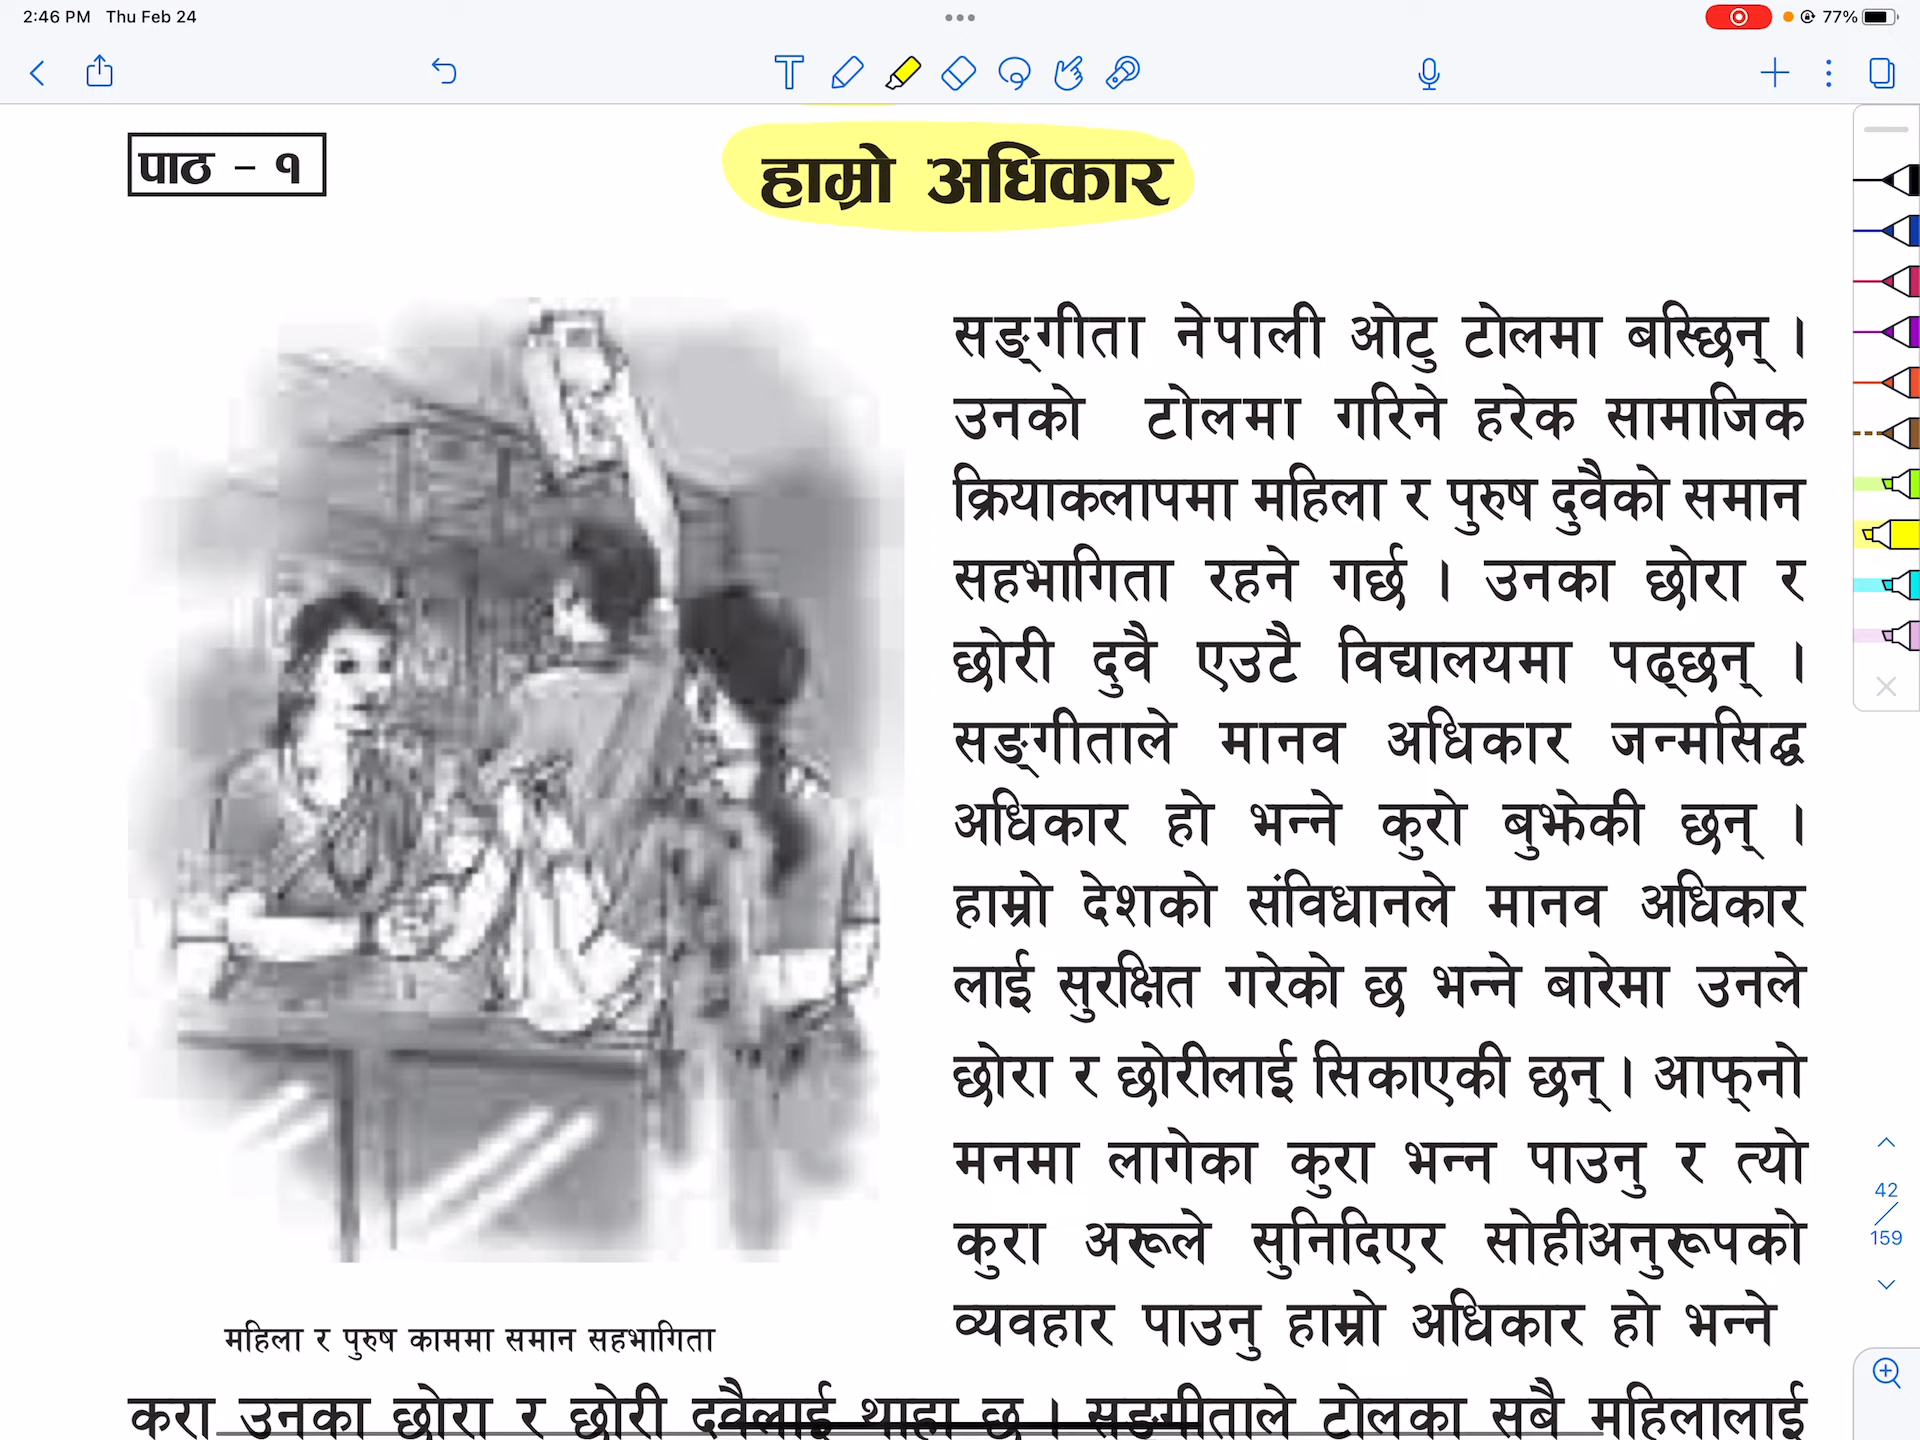 2:46 PM Thu Feb 24
77%
पाठ - १
हाम्रो अधिकार
सङ्गीता नेपाली ओटु टोलमा बस्छिन् ।
उनको टोलमा गरिने हरेक सामाजिक
क्रियाकलापमा महिला र पुरुष दुवैको समान
सहभागिता रहने गर्छ । उनका छोरा र
छोरी दुवै एउटै विद्यालयमा पढ्छन् ।
सङ्गीताले मानव अधिकार जन्मसिद्ध
अधिकार हो भन्ने कुरो बुझेकी छन् ।
हाम्रो देशको संविधानले मानव अधिकार
लाई सुरक्षित गरेको छ भन्ने बारेमा उनले
छोरा र छोरीलाई सिकाएकी छन् । आफ्‌नो
मनमा लागेका कुरा भन्न पाउनु र त्यो
कुरा अरूले सुनिदिएर सोहीअनुरूपको
व्यवहार पाउनु हाम्रो अधिकार हो भन्ने
महिला र पुरुष काममा समान सहभागिता
करा उनका छोरा र छोरी दवैलाई थाहा छ । सङगीताले टोलका सबै महिलालाई
42
159